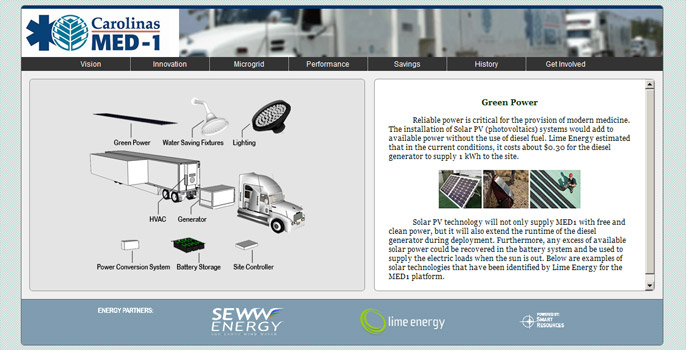 Carolinas
MED-1
Vision Innovation Microgrid Performance Savings History Get Involved
Green Power Water Saving Fixtures Lighting
HVAC Generator
Power Conversion System Battery Storage Site Controller
Green Power
Reliable power is critical for the provision of modern medicine.
The installation of Solar PV (photovoltaics) systems would add to
available power without the use of diesel fuel. Lime Energy estimated
that in the current conditions, it costs about $0.30 for the diesel
generator to supply 1 kWh to the site.
Solar PV technology will not only supply MED1 with free and
clean power, but it will also extend the runtime of the diesel
generator during deployment. Furthermore, any excess of available
solar power could be recovered in the battery system and be used to
supply the electric loads when the sun is out. Below are examples of
solar technologies that have been identified by Lime Energy for the
MED1 platform.
ENERGY PARTNERS:
SEWW
ENERGY
lime energy
POWERED BY
SMART
RESOURCES